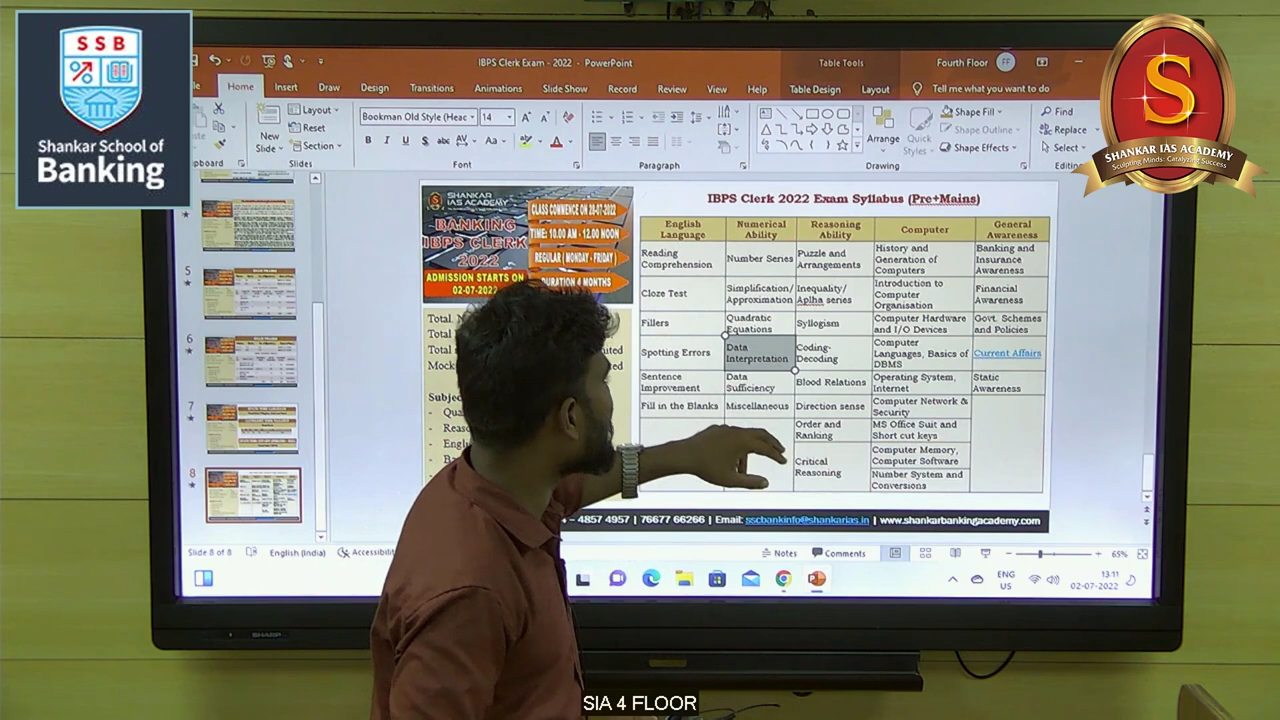 SSB
Shankar School of
Banking
S
SHANKAR IAS ACADEMY
Sculpting Minds: Catalyzing Success
IBPS Clerk Exam - 2022 - PowerPoint
Table Tools
Fourth Floor
FF
Home
Insert
Draw
Design
Transitions
Animations
Slide Show
Record
Review
View
Help
Table Design
Layout
Tell me what you want to do
New
Slide
Layout
Reset
Section
Slides
Bookman Old Style (Heac
14
B I U S abc AV Aa A
Font
Paragraph
Arrange
Quick
Styles
Shape Fill
Shape Outline
Shape Effects
Drawing
Find
Replace
Select
5
6
7
8
SHANKAR
IAS ACADEMY
BANKING
IBPS CLERK
2022
ADMISSION STARTS ON
02-07-2022
CLASS COMMENCE ON 28-07-2022
TIME: 10.00 AM - 12.00 NOON
REGULAR ( MONDAY - FRIDAY )
DURATION 4 MONTHS
IBPS Clerk 2022 Exam Syllabus (Pre+Mains)
English Language
Numerical Ability
Reasoning Ability
Computer
General Awareness
Reading Comprehension
Number Series
Puzzle and Arrangements
History and Generation of Computers
Banking and Insurance Awareness
Cloze Test
Simplification/ Approximation
Inequality/ Aplha series
Introduction to Computer Organisation
Financial Awareness
Fillers
Quadratic Equations
Syllogism
Computer Hardware and I/O Devices
Govt. Schemes and Policies
Spotting Errors
Data Interpretation
Coding-Decoding
Computer Languages, Basics of DBMS
Current Affairs
Sentence Improvement
Data Sufficiency
Blood Relations
Operating System, Internet
Static Awareness
Fill in the Blanks
Miscellaneous
Direction sense
Computer Network & Security
Order and Ranking
MS Office Suit and Short cut keys
Critical Reasoning
Computer Memory, Computer Software
Number System and Conversions
4857 4957 | 76677 66266 | Email: sscbankinfo@shankarias.in | www.shankarbankingacademy.com
Slide 8 of 8
English (India)
Notes
Comments
65%
ENG
US
13:11
02-07-2022
SHARP
SIA 4 FLOOR